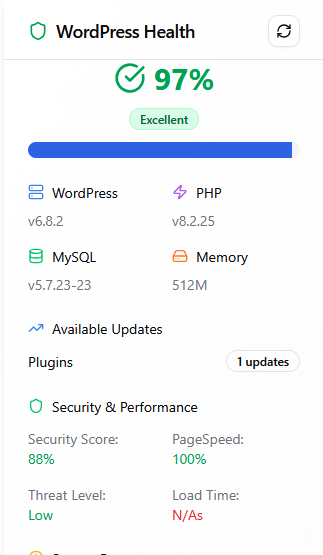 WordPress Health
97%
Excellent
WordPress PHP
v6.8.2 v8.2.25
MySQL Memory
v5.7.23-23 512M
Available Updates
Plugins 1 updates
Security & Performance
Security Score: PageSpeed:
88% 100%
Threat Level: Load Time:
Low N/As